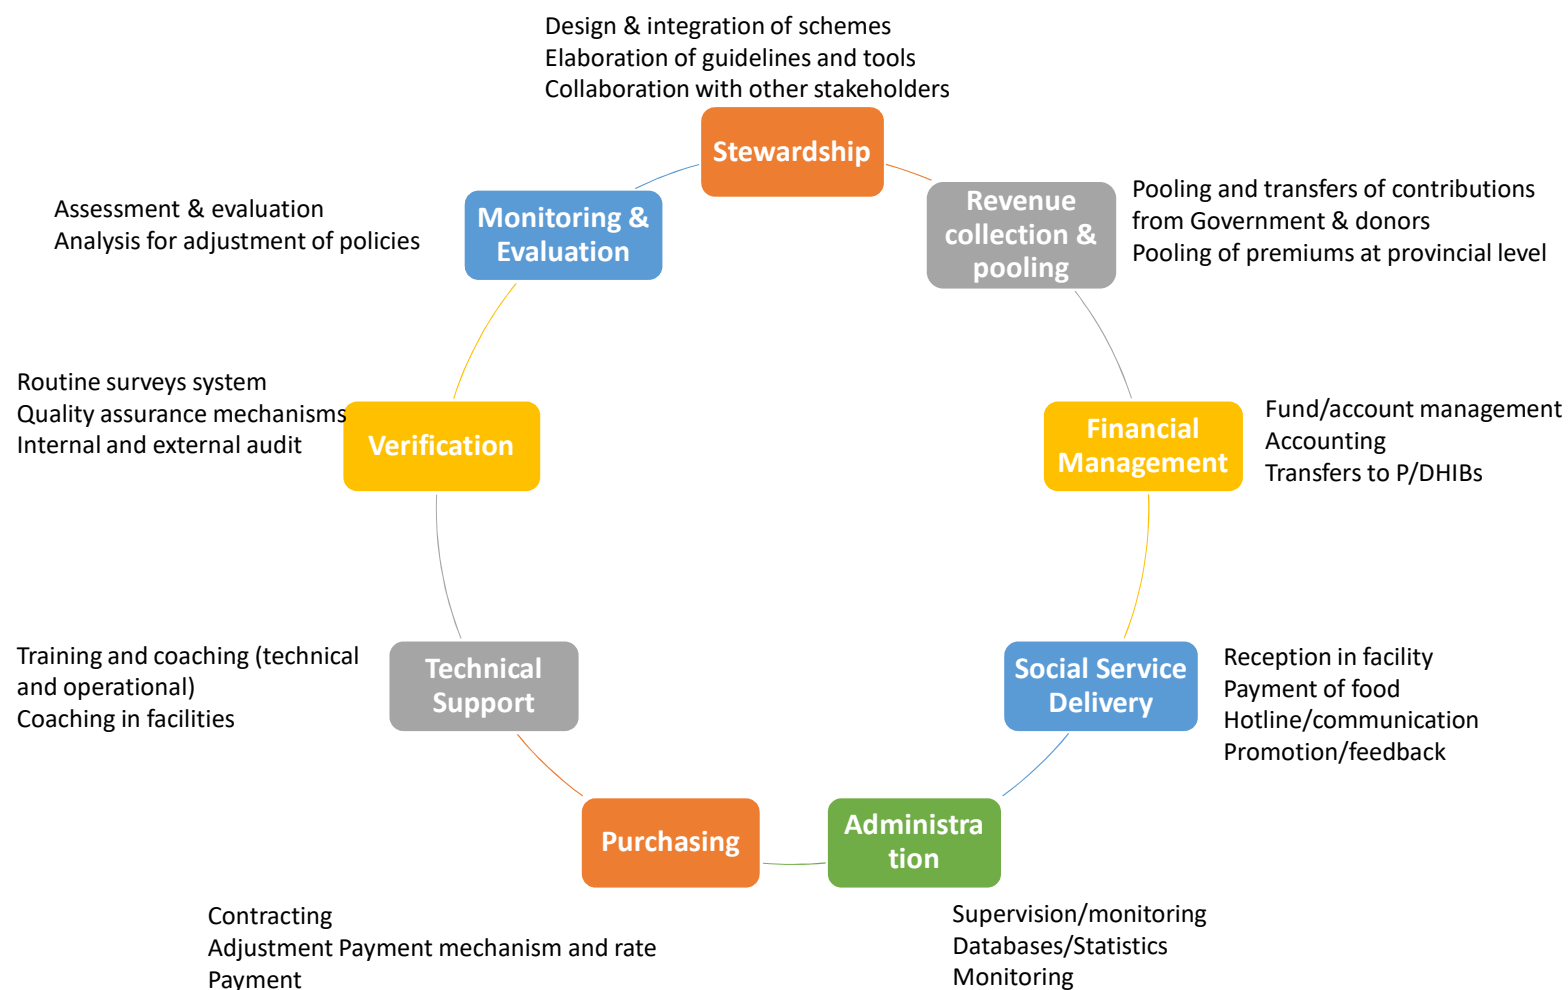 Design & integration of schemes
Elaboration of guidelines and tools
Collaboration with other stakeholders
Stewardship
Revenue
collection &
pooling
Pooling and transfers of contributions
from Government & donors
Pooling of premiums at provincial level
Financial
Management
Fund/account management
Accounting
Transfers to P/DHIBs
Social Service
Delivery
Reception in facility
Payment of food
Hotline/communication
Promotion/feedback
Administra
tion
Supervision/monitoring
Databases/Statistics
Monitoring
Purchasing
Contracting
Adjustment Payment mechanism and rate
Payment
Technical
Support
Training and coaching (technical
and operational)
Coaching in facilities
Verification
Routine surveys system
Quality assurance mechanisms
Internal and external audit
Monitoring &
Evaluation
Assessment & evaluation
Analysis for adjustment of policies